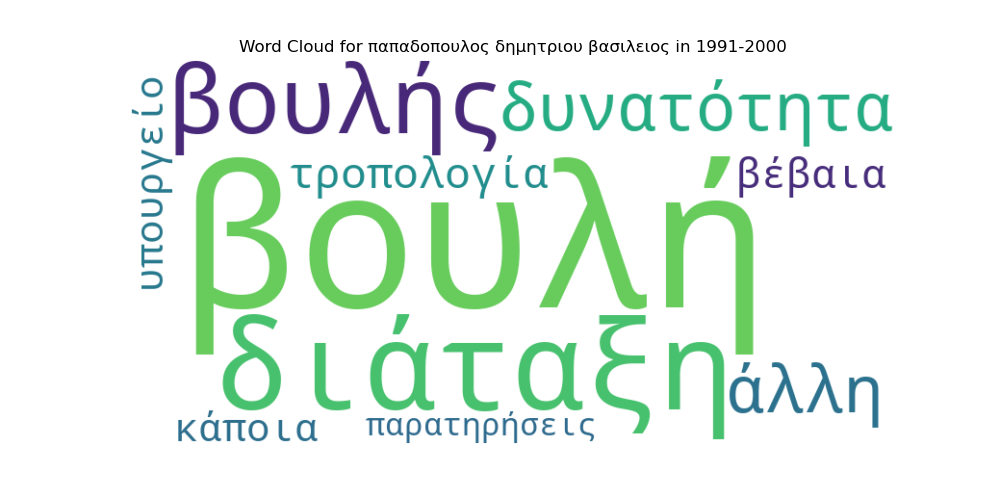 Word Cloud for παπαδοπουλος δημητριου βασιλειος in 1991-2000
υπουργείο
βουλής
δυνατότητα
τροπολογία
βέβαια
βουλή
διάταξη
άλλη
κάποια
παρατηρήσεις